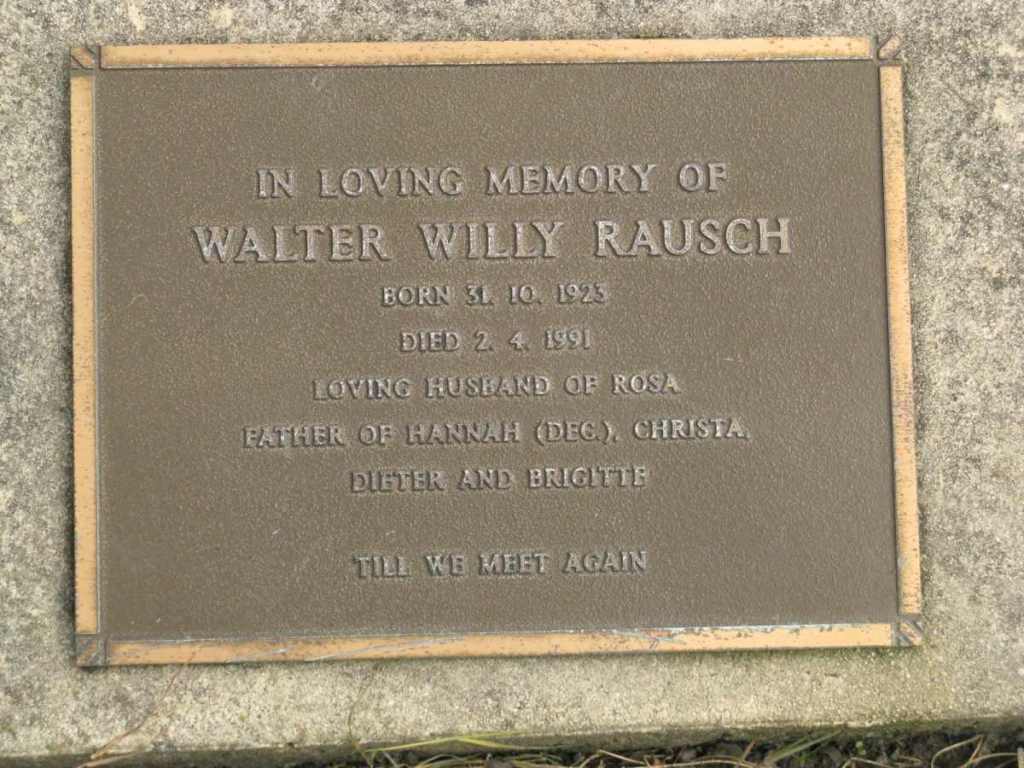 IN LOVING MEMORY OF
WALTER WILLY RAUSCH
BORN 31. 10. 1923
DIED 2. 4. 1991
LOVING HUSBAND OF ROSA
FATHER OF HANNAH (DEC.), CHRISTA,
DIETER AND BRIGITTE
TILL WE MEET AGAIN